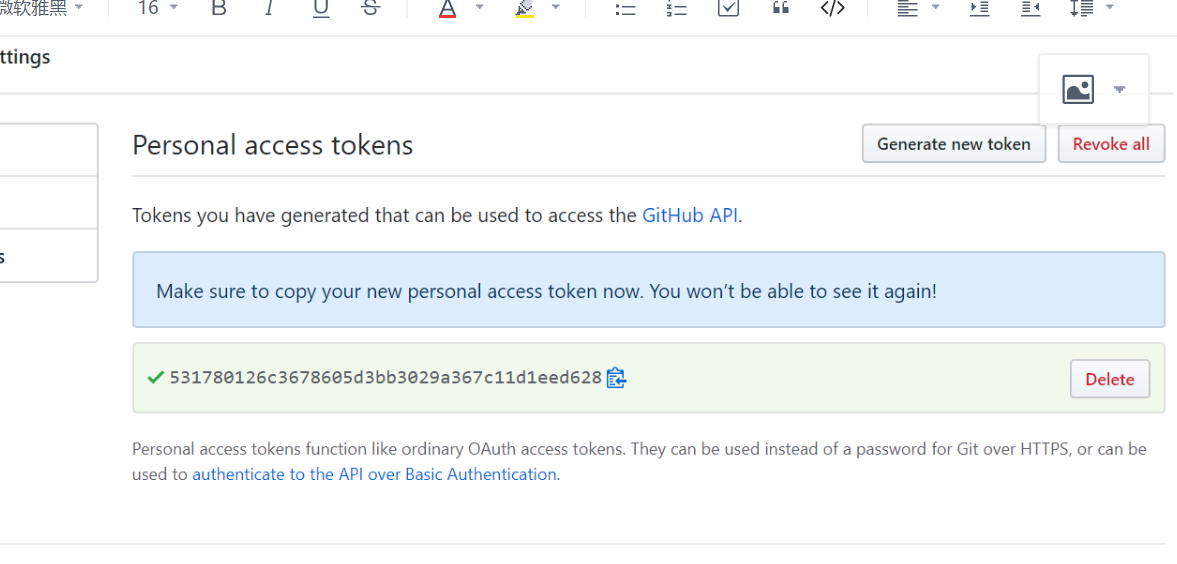 微软雅黑 16 B I U S A </>
ttings
Personal access tokens
Generate new token
Revoke all
Tokens you have generated that can be used to access the GitHub API.
s
Make sure to copy your new personal access token now. You won’t be able to see it again!
531780126c3678605d3bb3029a367c11d1eed628
Delete
Personal access tokens function like ordinary OAuth access tokens. They can be used instead of a password for Git over HTTPS, or can be
used to authenticate to the API over Basic Authentication.